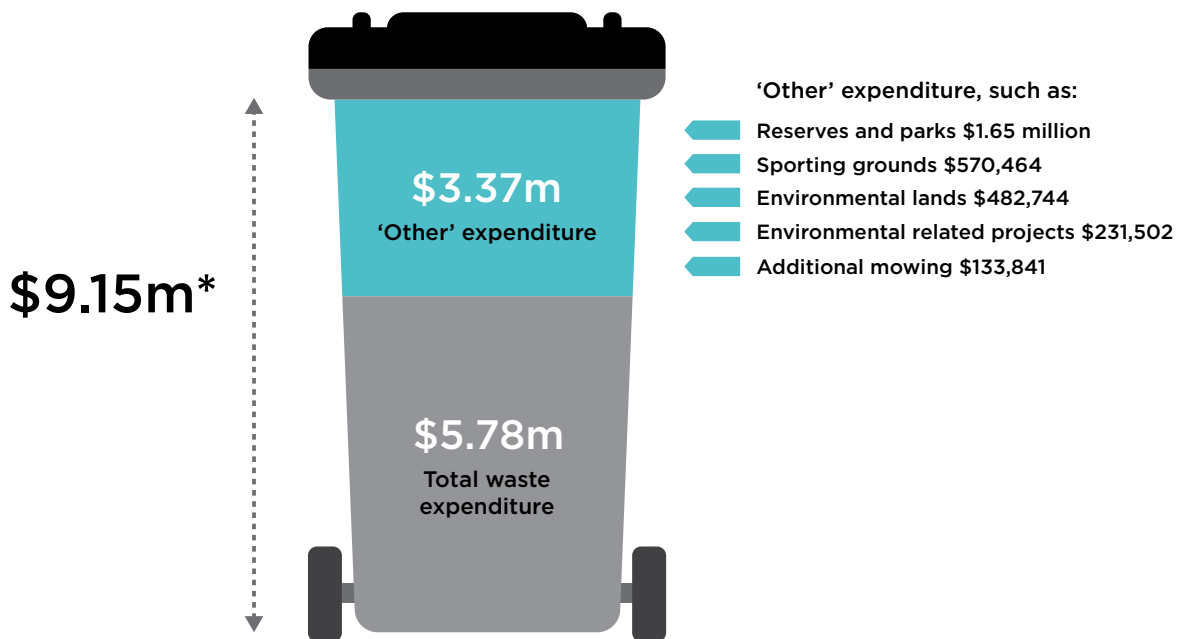 $9.15m*
$3.37m
‘Other’ expenditure
$5.78m
Total waste
expenditure
‘Other’ expenditure, such as:
Reserves and parks $1.65 million
Sporting grounds $570,464
Environmental lands $482,744
Environmental related projects $231,502
Additional mowing $133,841